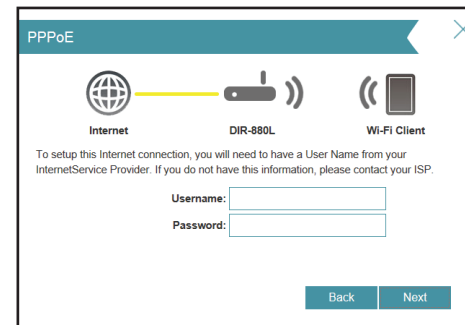 PPPoE
Internet
DIR-880L
Wi-Fi Client
To setup this Internet connection, you will need to have a User Name from your
InternetService Provider. If you do not have this information, please contact your ISP.
Username:
Password:
Back
Next